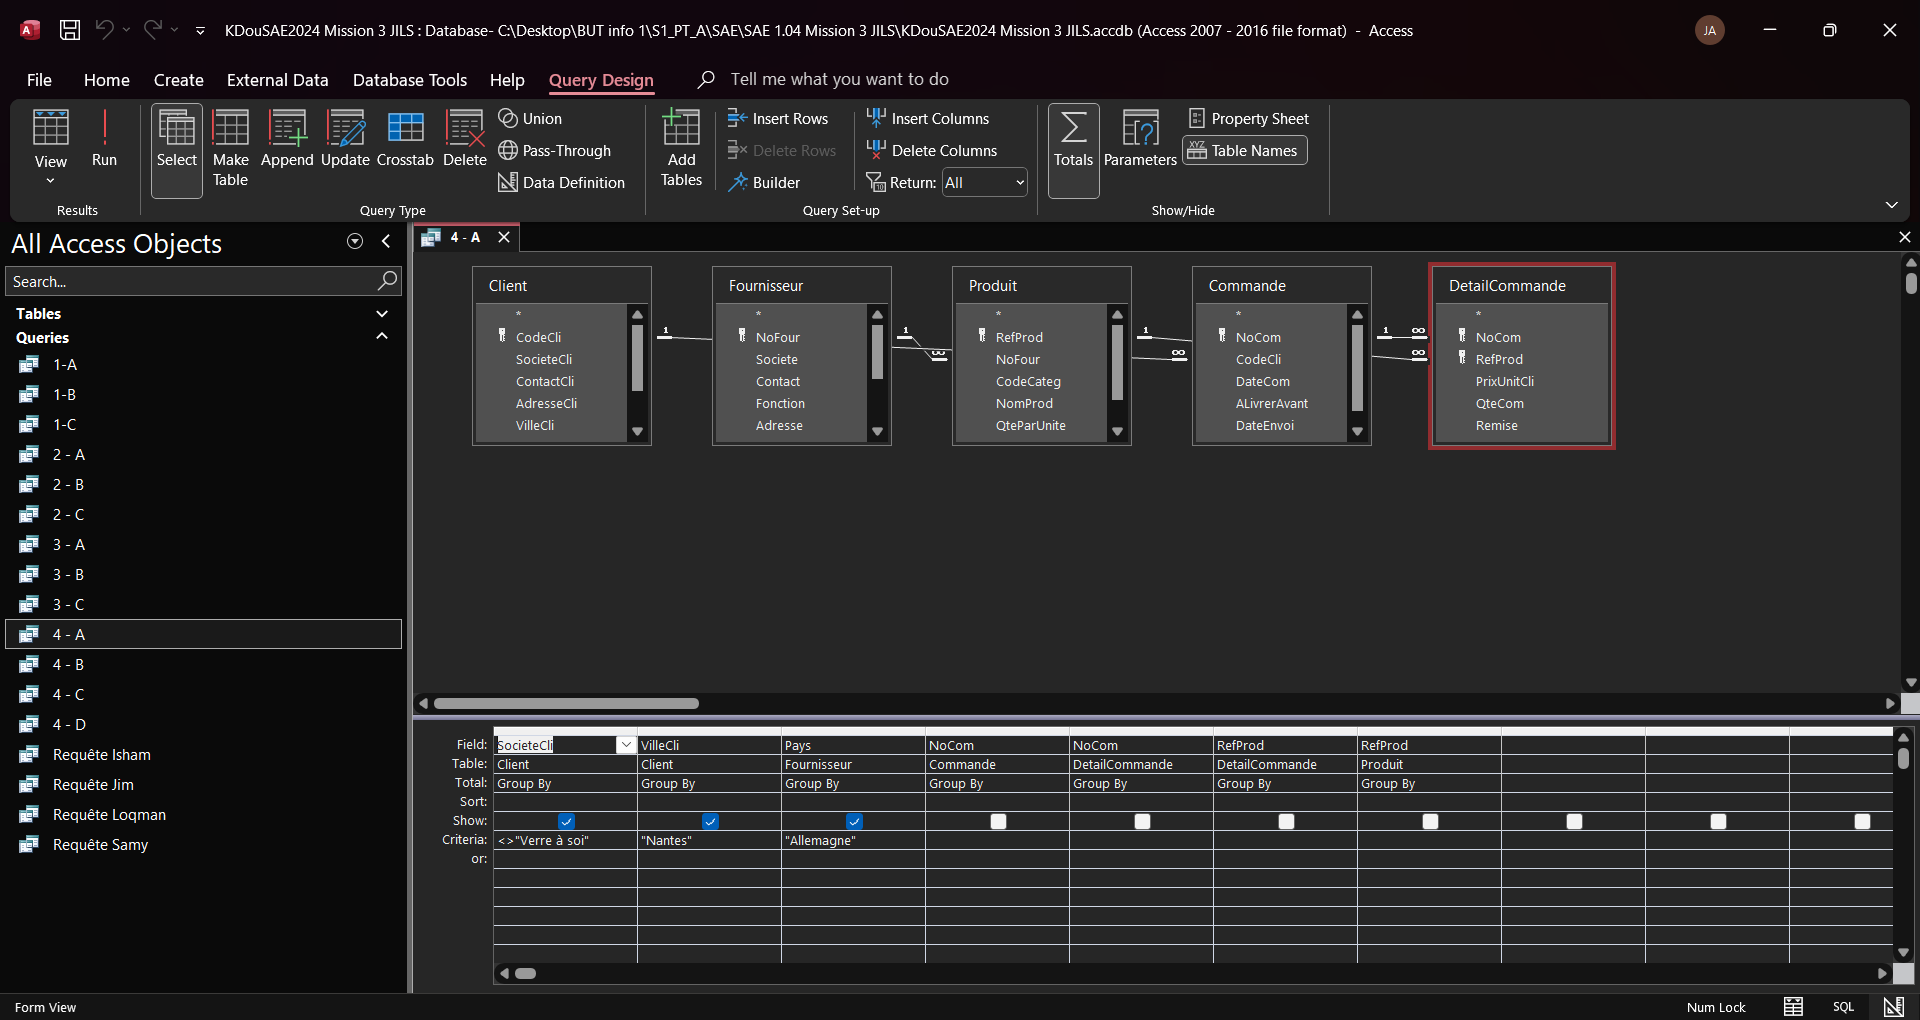 KDouSAE2024 Mission 3 JILS : Database- C:\Desktop\BUT info 1\S1_PT_A\SAE\SAE 1.04 Mission 3 JILS\KDouSAE2024 Mission 3 JILS.accdb (Access 2007 - 2016 file format) - Access
JA
File Home Create External Data Database Tools Help Query Design Tell me what you want to do
View
Run
Results
Select
Make Table
Append
Update
Crosstab
Delete
Union
Pass-Through
Data Definition
Query Type
Add Tables
Insert Rows
Delete Rows
Builder
Insert Columns
Delete Columns
Return: All
Query Set-up
Totals
Parameters
Property Sheet
XYZ Table Names
Show/Hide
All Access Objects
Search...
Tables
Queries
1-A
1-B
1-C
2 - A
2 - B
2 - C
3 - A
3 - B
3 - C
4 - A
4 - B
4 - C
4 - D
Requête Isham
Requête Jim
Requête Loqman
Requête Samy
4 - A
Client
*
CodeCli
SocieteCli
ContactCli
AdresseCli
VilleCli
1
Fournisseur
*
NoFour
Societe
Contact
Fonction
Adresse
1
∞
Produit
*
RefProd
NoFour
CodeCateg
NomProd
QteParUnite
1
∞
Commande
*
NoCom
CodeCli
DateCom
ALivrerAvant
DateEnvoi
1 ∞
∞
DetailCommande
*
NoCom
RefProd
PrixUnitCli
QteCom
Remise
Field: SocieteCli VilleCli Pays NoCom NoCom RefProd RefProd
Table: Client Client Fournisseur Commande DetailCommande DetailCommande Produit
Total: Group By Group By Group By Group By Group By Group By Group By
Sort:
Show:
Criteria: <>"Verre à soi" "Nantes" "Allemagne"
or:
Form View
Num Lock
SQL